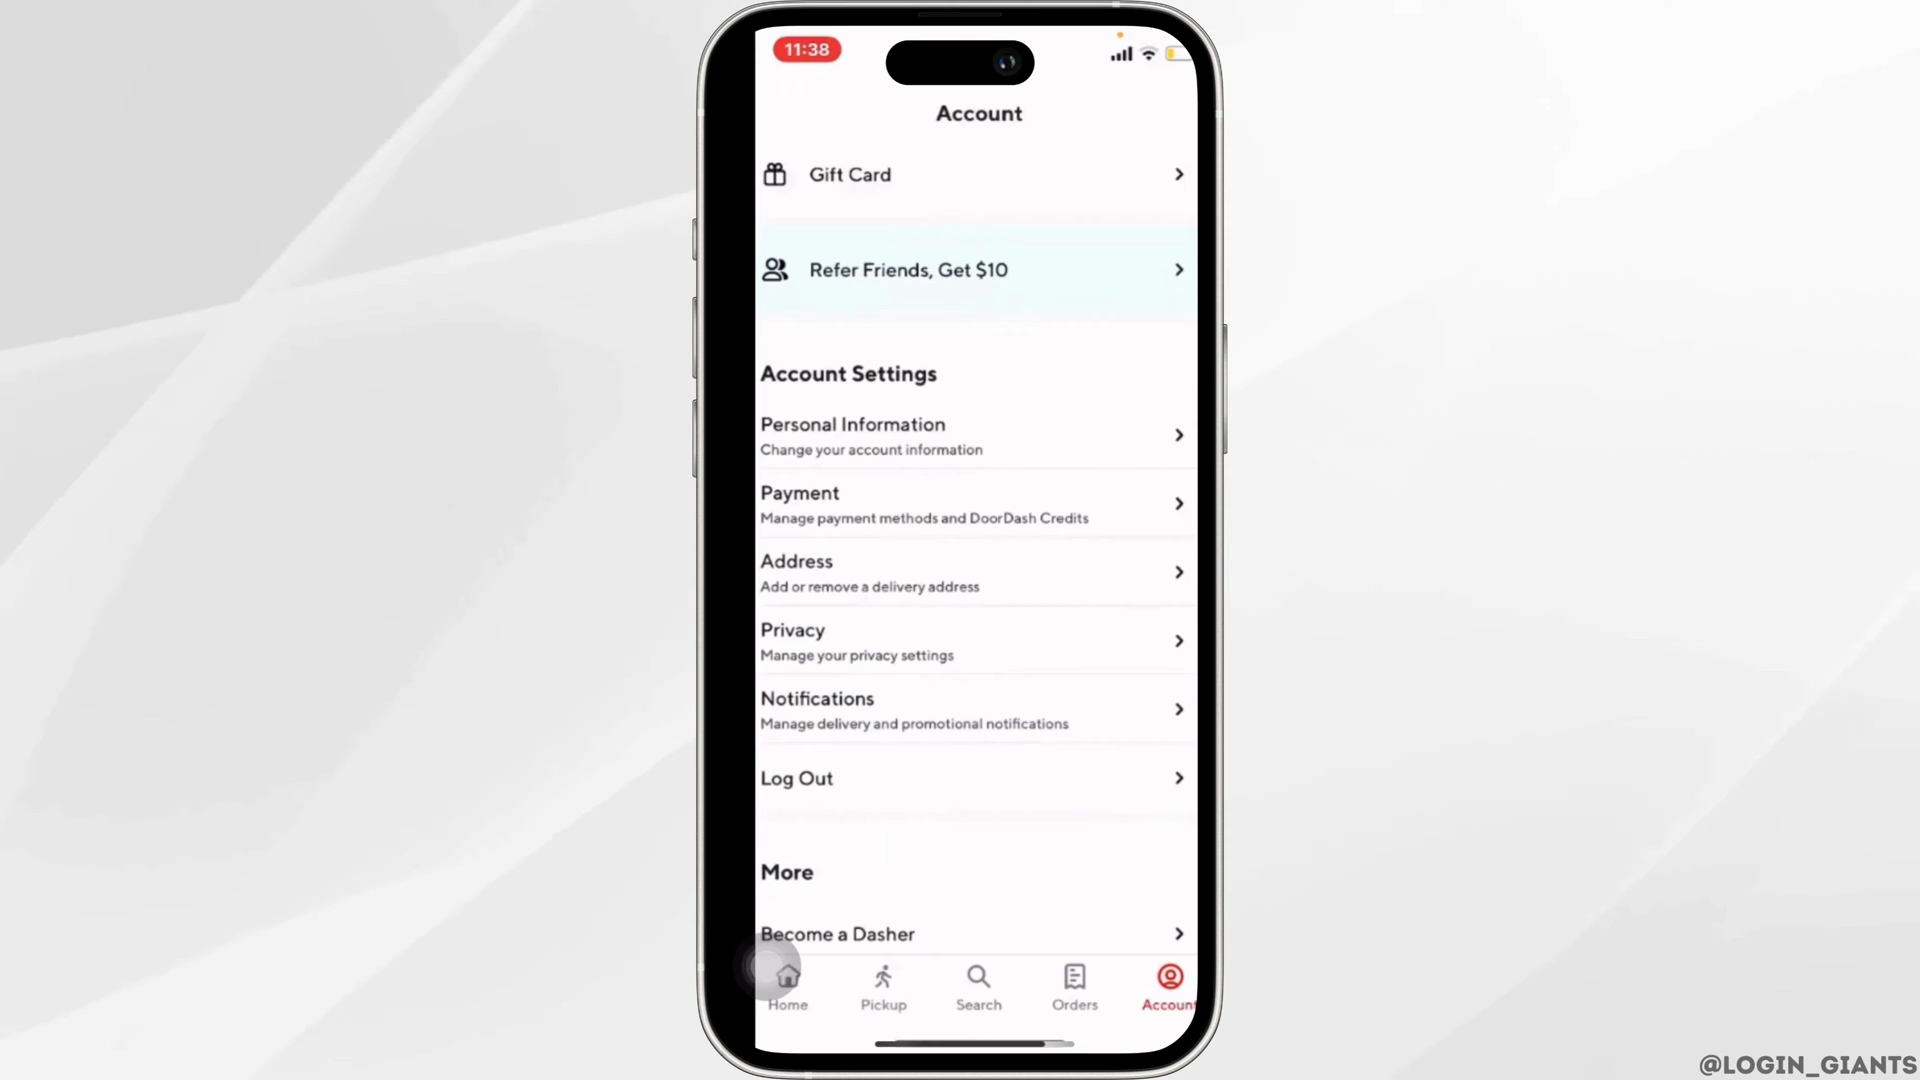 11:38
Account
Gift Card
Refer Friends, Get $10
Account Settings
Personal Information
Change your account information
Payment
Manage payment methods and DoorDash Credits
Address
Add or remove a delivery address
Privacy
Manage your privacy settings
Notifications
Manage delivery and promotional notifications
Log Out
More
Become a Dasher
Home
Pickup
Search
Orders
Account
@LOGIN_GIANTS